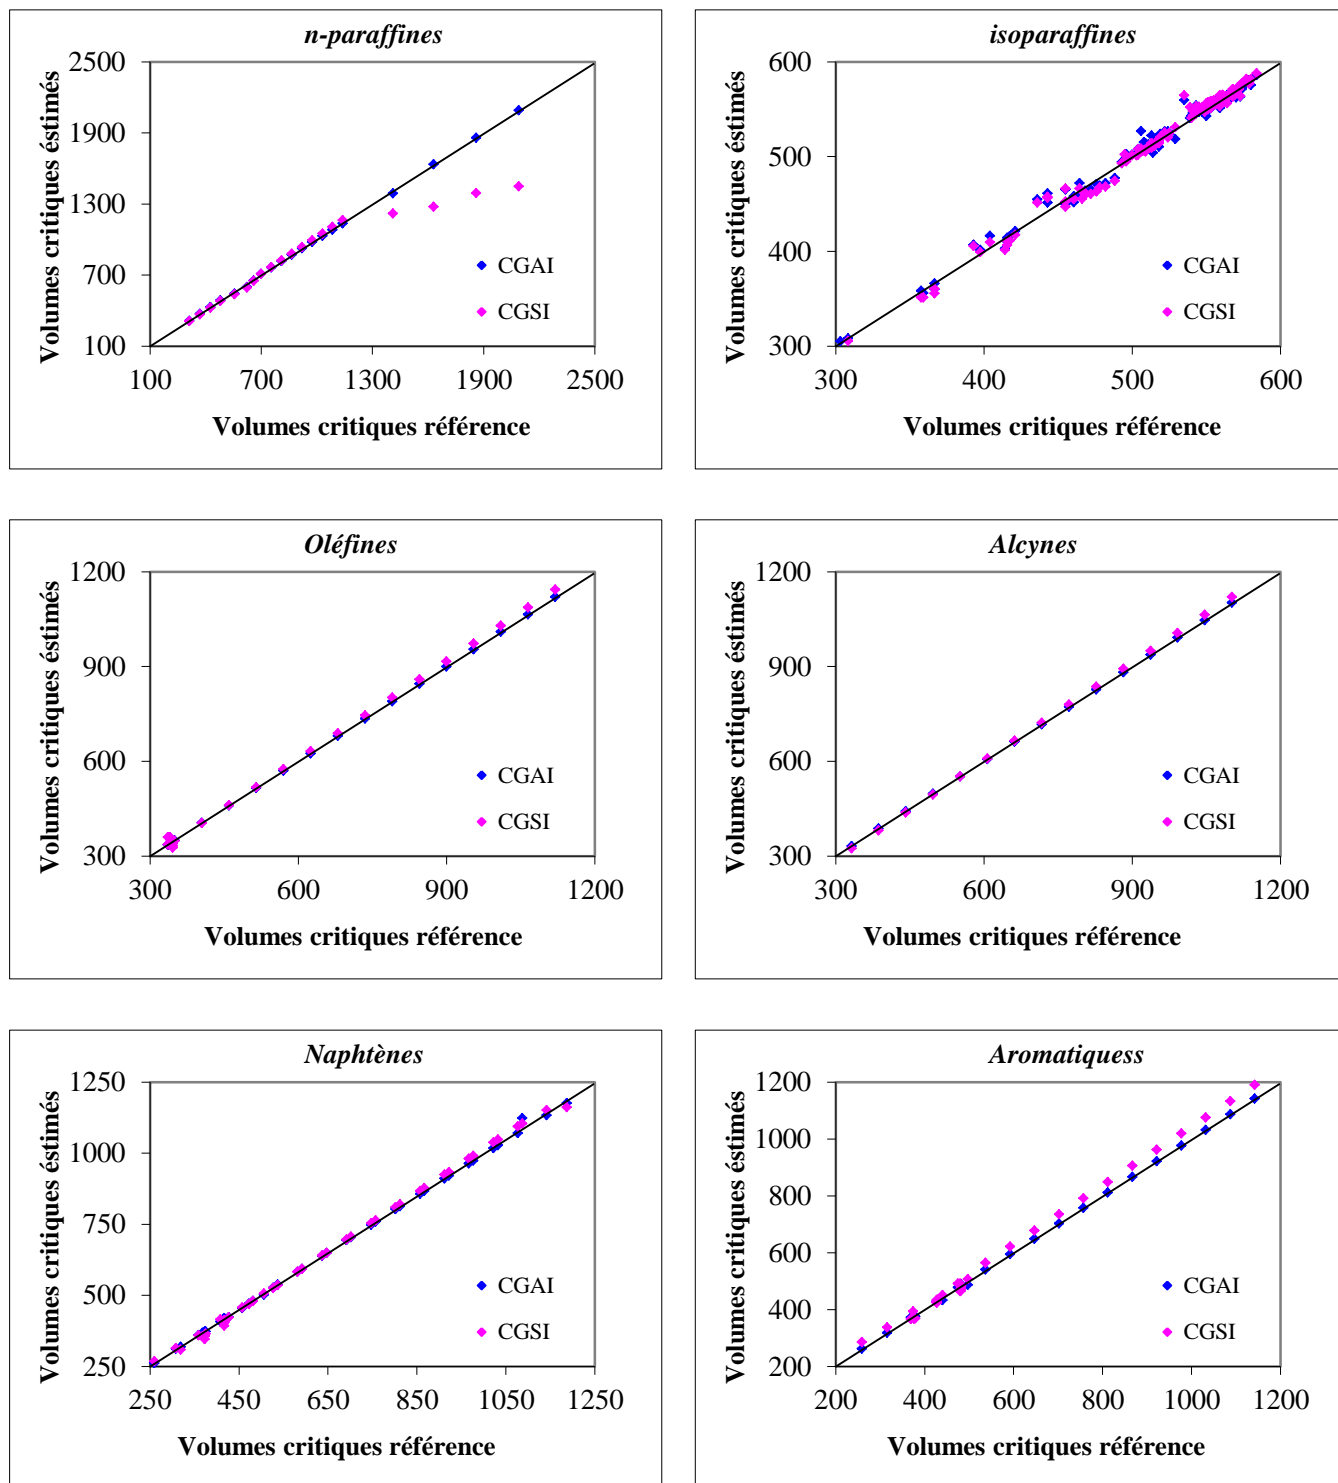 n-paraffines
Volumes critiques éstimés
2500
1900
1300
700
100
CGAI
CGSI
100 700 1300 1900 2500
Volumes critiques référence
isoparaffines
Volumes critiques éstimés
600
500
400
300
CGAI
CGSI
300 400 500 600
Volumes critiques référence
Oléfines
Volumes critiques éstimés
1200
900
600
300
CGAI
CGSI
300 600 900 1200
Volumes critiques référence
Alcynes
Volumes critiques éstimés
1200
900
600
300
CGAI
CGSI
300 600 900 1200
Volumes critiques référence
Naphtènes
Volumes critiques éstimés
1250
1050
850
650
450
250
CGAI
CGSI
250 450 650 850 1050 1250
Volumes critiques référence
Aromatiquess
Volumes critiques éstimés
1200
1000
800
600
400
200
CGAI
CGSI
200 400 600 800 1000 1200
Volumes critiques référence